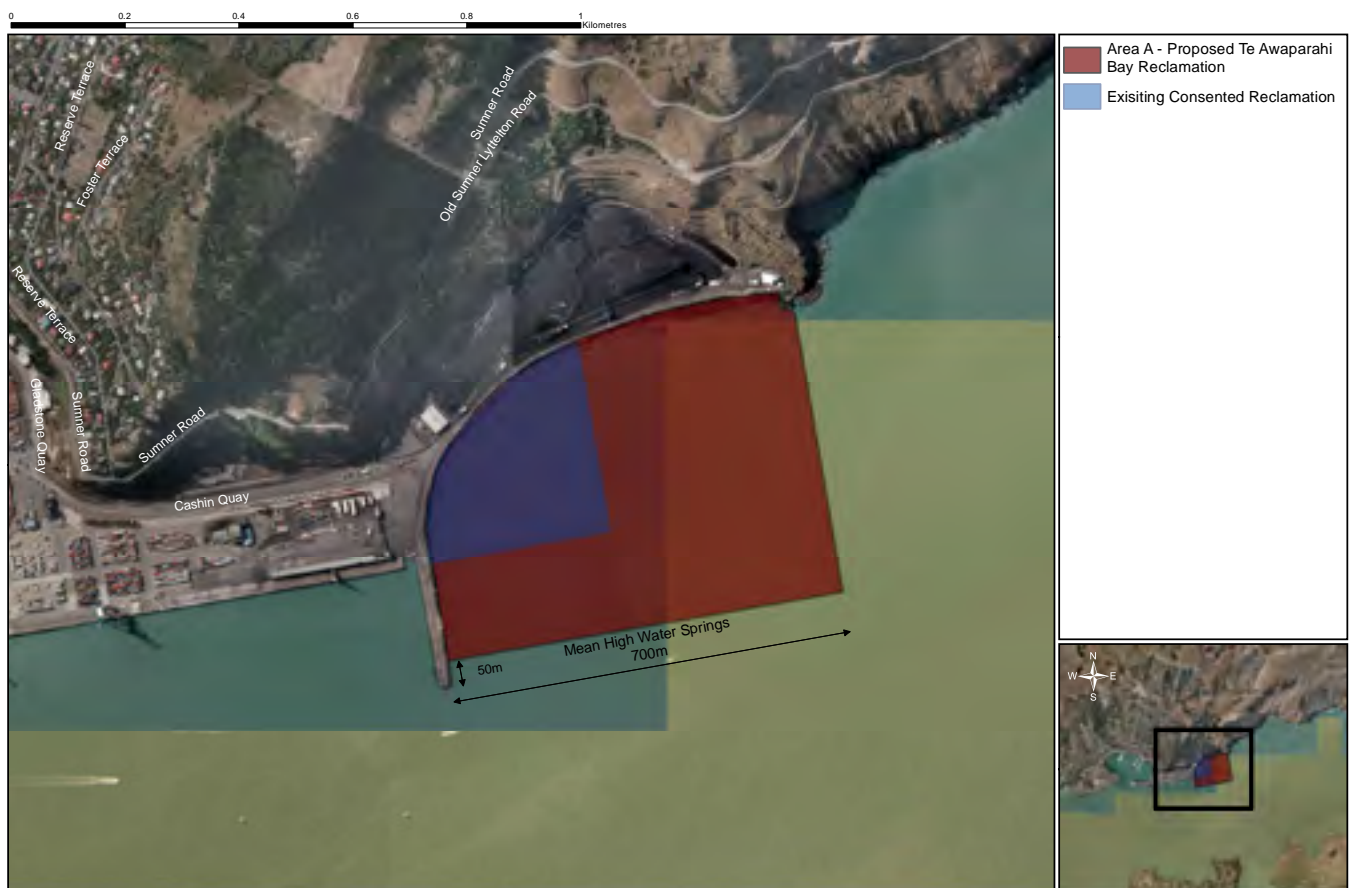 0 0.2 0.4 0.6 0.8 1
Kilometres
Area A - Proposed Te Awaparahi
Bay Reclamation
Exisiting Consented Reclamation
Reserve Terrace
Foster Terrace
Sumner Road
Old Sumner Lyttelton Road
Reserve Terrace
Gladstone Quay
Sumner Road
Sumner Road
Cashin Quay
Mean High Water Springs
700m
50m
N
W E
S